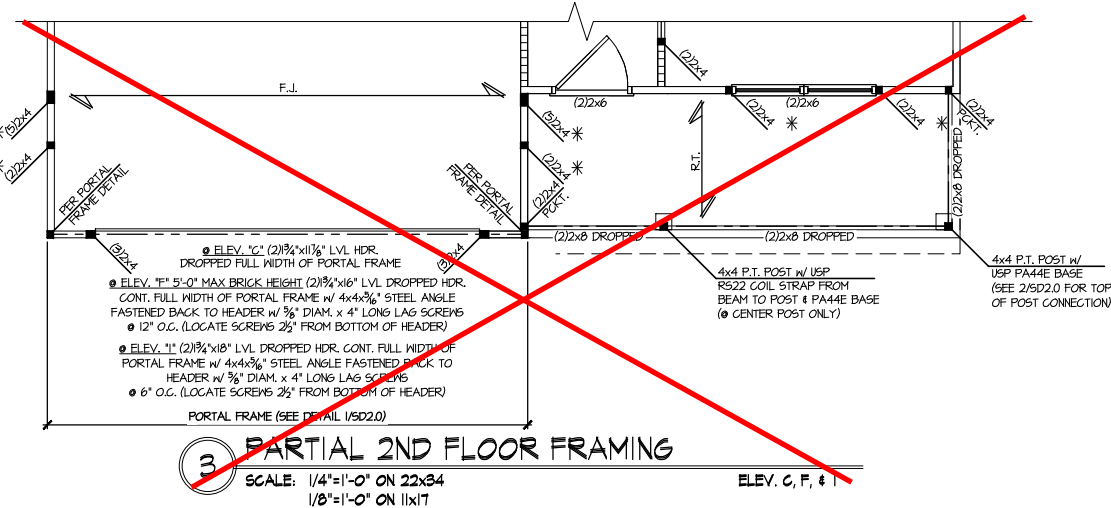 (2)2x4
F.J.
(2)2x6
(2)2x6
(5)2x4
(5)2x4
(2)2x4
(2)2x4
(2)2x4
PCKT.
R.T.
(2)2x8 DROPPED
(2)2x4
(2)2x4
PER PORTAL
FRAME DETAIL
PER PORTAL
FRAME DETAIL
(2)2x4
PCKT.
(3)2x4
(3)2x4
(2)2x8 DROPPED
(2)2x8 DROPPED
@ ELEV. "C" (2)1¾"x11⅞" LVL HDR.
DROPPED FULL WIDTH OF PORTAL FRAME
@ ELEV. "F" 5'-0" MAX BRICK HEIGHT (2)1¾"x16" LVL DROPPED HDR.
CONT. FULL WIDTH OF PORTAL FRAME W/ 4x4x5/16" STEEL ANGLE
FASTENED BACK TO HEADER W/ ⅝" DIAM. x 4" LONG LAG SCREWS
@ 12" O.C. (LOCATE SCREWS 2½" FROM BOTTOM OF HEADER)
@ ELEV. "I" (2)1¾"x18" LVL DROPPED HDR. CONT. FULL WIDTH OF
PORTAL FRAME W/ 4x4x5/16" STEEL ANGLE FASTENED BACK TO
HEADER W/ ⅝" DIAM. x 4" LONG LAG SCREWS
@ 6" O.C. (LOCATE SCREWS 2½" FROM BOTTOM OF HEADER)
4x4 P.T. POST W/ USP
RS22 COIL STRAP FROM
BEAM TO POST & PA44E BASE
(@ CENTER POST ONLY)
4x4 P.T. POST W/
USP PA44E BASE
(SEE 2/SD2.0 FOR TOP
OF POST CONNECTION)
PORTAL FRAME (SEE DETAIL 1/SD2.0)
3
PARTIAL 2ND FLOOR FRAMING
SCALE: 1/4"=1'-0" ON 22x34
1/8"=1'-0" ON 11x17
ELEV. C, F, & I